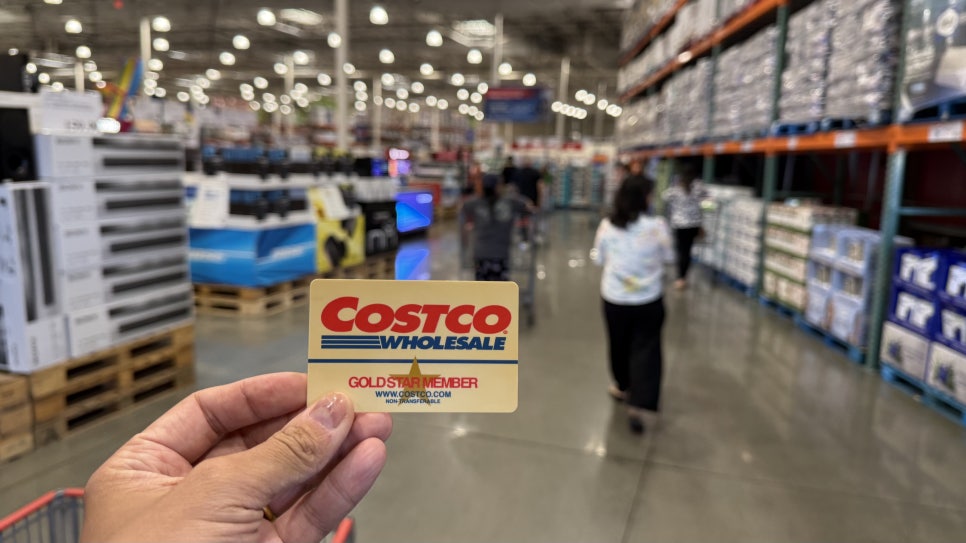 COSTCO
WHOLESALE
GOLD STAR MEMBER
WWW.COSTCO.COM
NON-TRANSFERABLE